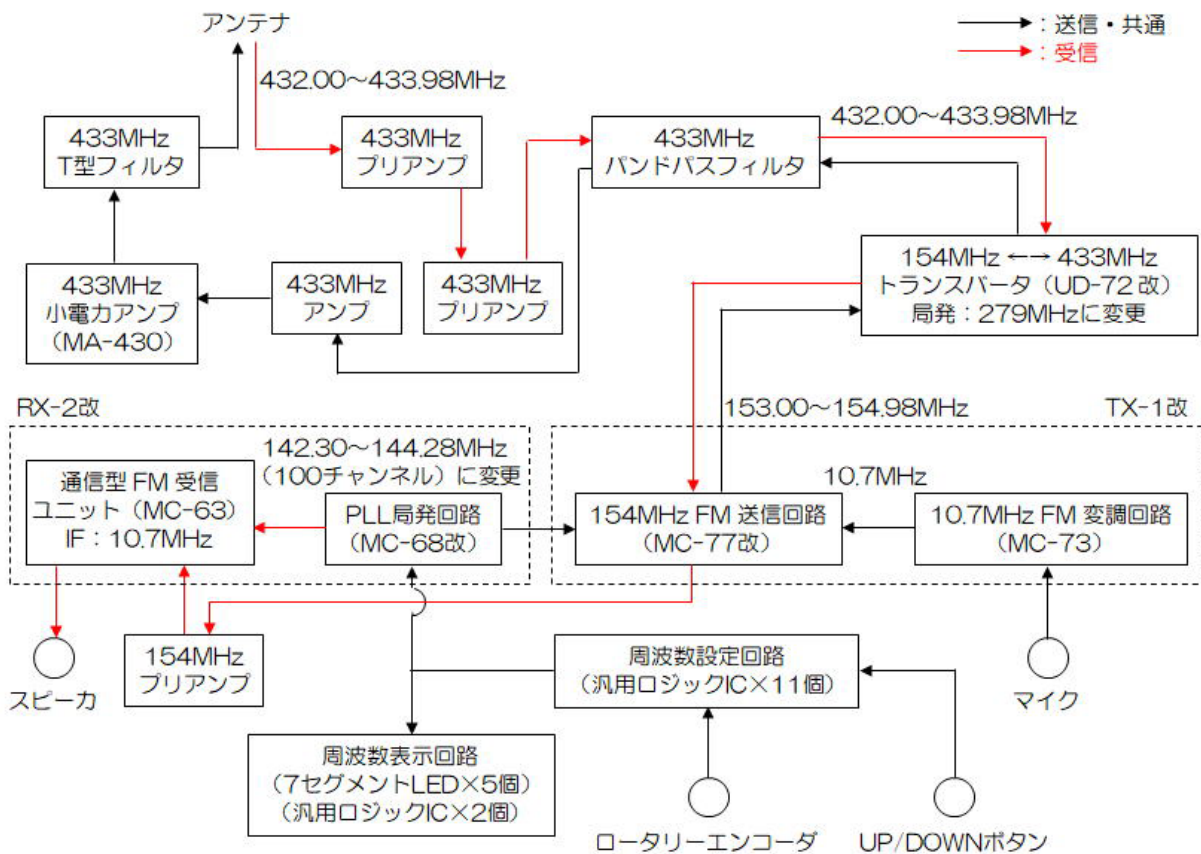 アンテナ
:送信・共通
:受信
432.00~433.98MHz
433MHz
T型フィルタ
433MHz
プリアンプ
433MHz
バンドパスフィルタ
432.00~433.98MHz
433MHz
小電力アンプ
(MA-430)
433MHz
アンプ
433MHz
プリアンプ
154MHz ←→ 433MHz
トランスバータ(UD-72改)
局発:279MHzに変更
RX-2改
153.00~154.98MHz
TX-1改
142.30~144.28MHz
(100チャンネル)に変更
通信型 FM 受信
ユニット(MC-63)
IF:10.7MHz
PLL局発回路
(MC-68改)
154MHz FM 送信回路
(MC-77改)
10.7MHz
10.7MHz FM 変調回路
(MC-73)
スピーカ
154MHz
プリアンプ
周波数設定回路
(汎用ロジックIC×11個)
マイク
周波数表示回路
(7セグメントLED×5個)
(汎用ロジックIC×2個)
ロータリーエンコーダ
UP/DOWNボタン